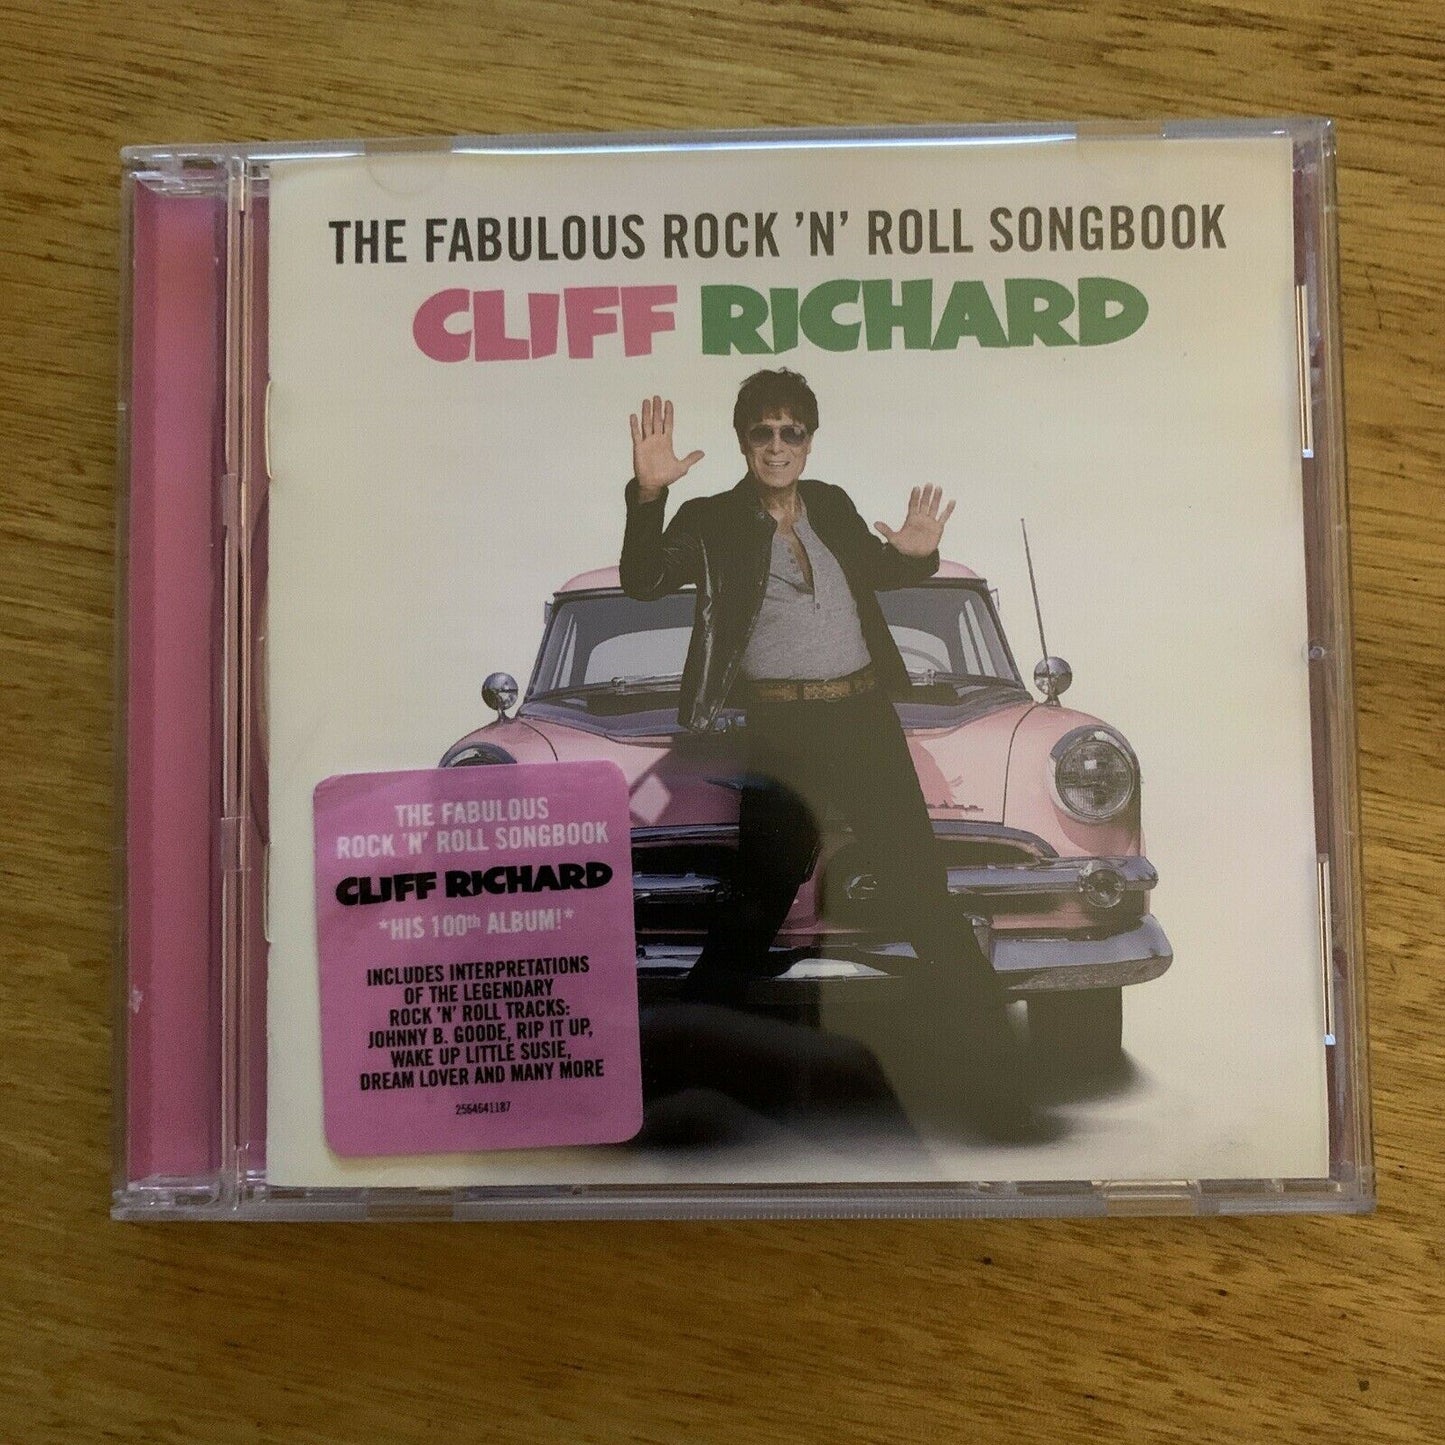 THE FABULOUS ROCK 'N' ROLL SONGBOOK
CLIFF RICHARD
THE FABULOUS
ROCK 'N' ROLL SONGBOOK
CLIFF RICHARD
*HIS 100th ALBUM!*
INCLUDES INTERPRETATIONS
OF THE LEGENDARY
ROCK 'N' ROLL TRACKS:
JOHNNY B. GOODE, RIP IT UP,
WAKE UP LITTLE SUSIE,
DREAM LOVER AND MANY MORE
2564641187